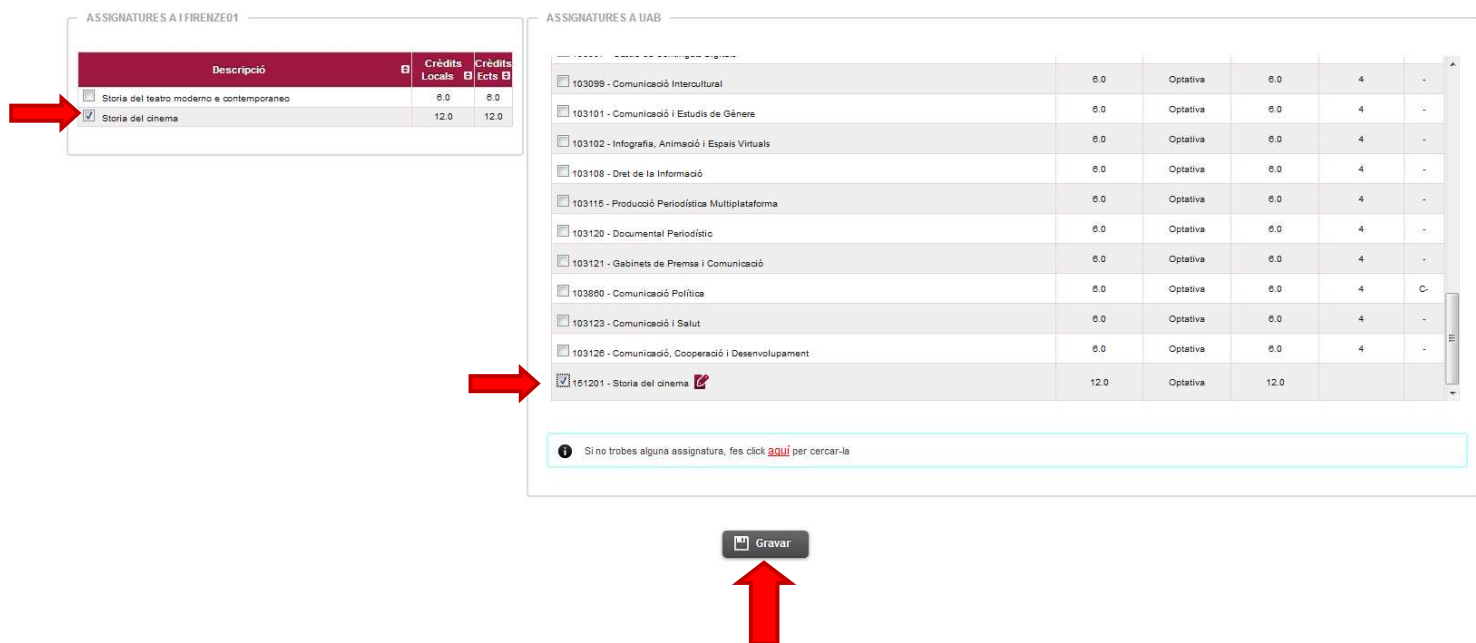 ASSIGNATURES A I FIRENZE01
Descripció Crèdits Locals Crèdits Ects
Storia del teatro moderno e contemporaneo 6.0 6.0
Storia del cinema 12.0 12.0
ASSIGNATURES A UAB
103099 - Comunicació Intercultural 6.0 Optativa 6.0 4 -
103101 - Comunicació i Estudis de Gènere 6.0 Optativa 6.0 4 -
103102 - Infografia, Animació i Espais Virtuals 6.0 Optativa 6.0 4 -
103108 - Dret de la Informació 6.0 Optativa 6.0 4 -
103115 - Producció Periodística Multiplataforma 6.0 Optativa 6.0 4 -
103120 - Documental Periodístic 6.0 Optativa 6.0 4 -
103121 - Gabinets de Premsa i Comunicació 6.0 Optativa 6.0 4 -
103860 - Comunicació Política 6.0 Optativa 6.0 4 C-
103123 - Comunicació i Salut 6.0 Optativa 6.0 4 -
103126 - Comunicació, Cooperació i Desenvolupament 6.0 Optativa 6.0 4 -
151201 - Storia del cinema 12.0 Optativa 12.0
Si no trobes alguna assignatura, fes click aquí per cercar-la
Gravar